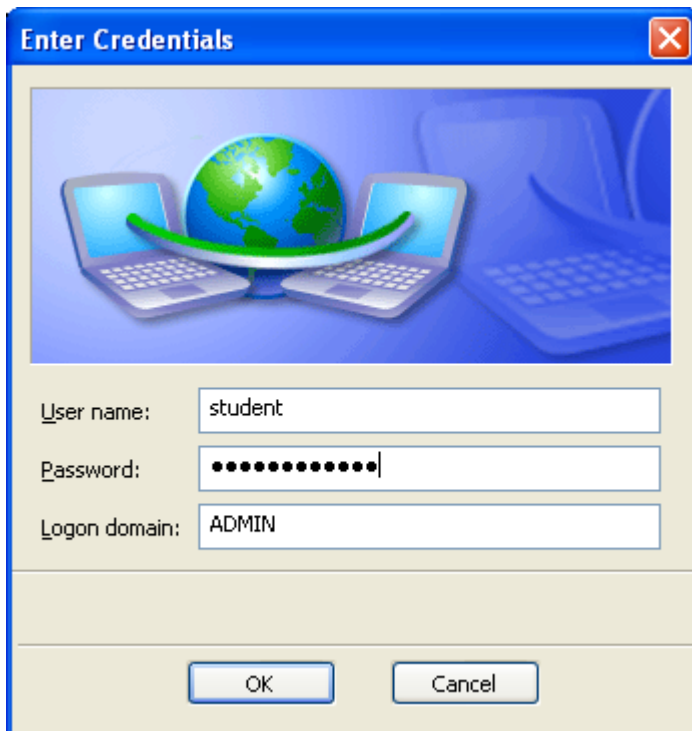 Enter Credentials
User name: student
Password: ••••••••••••
Logon domain: ADMIN
OK Cancel